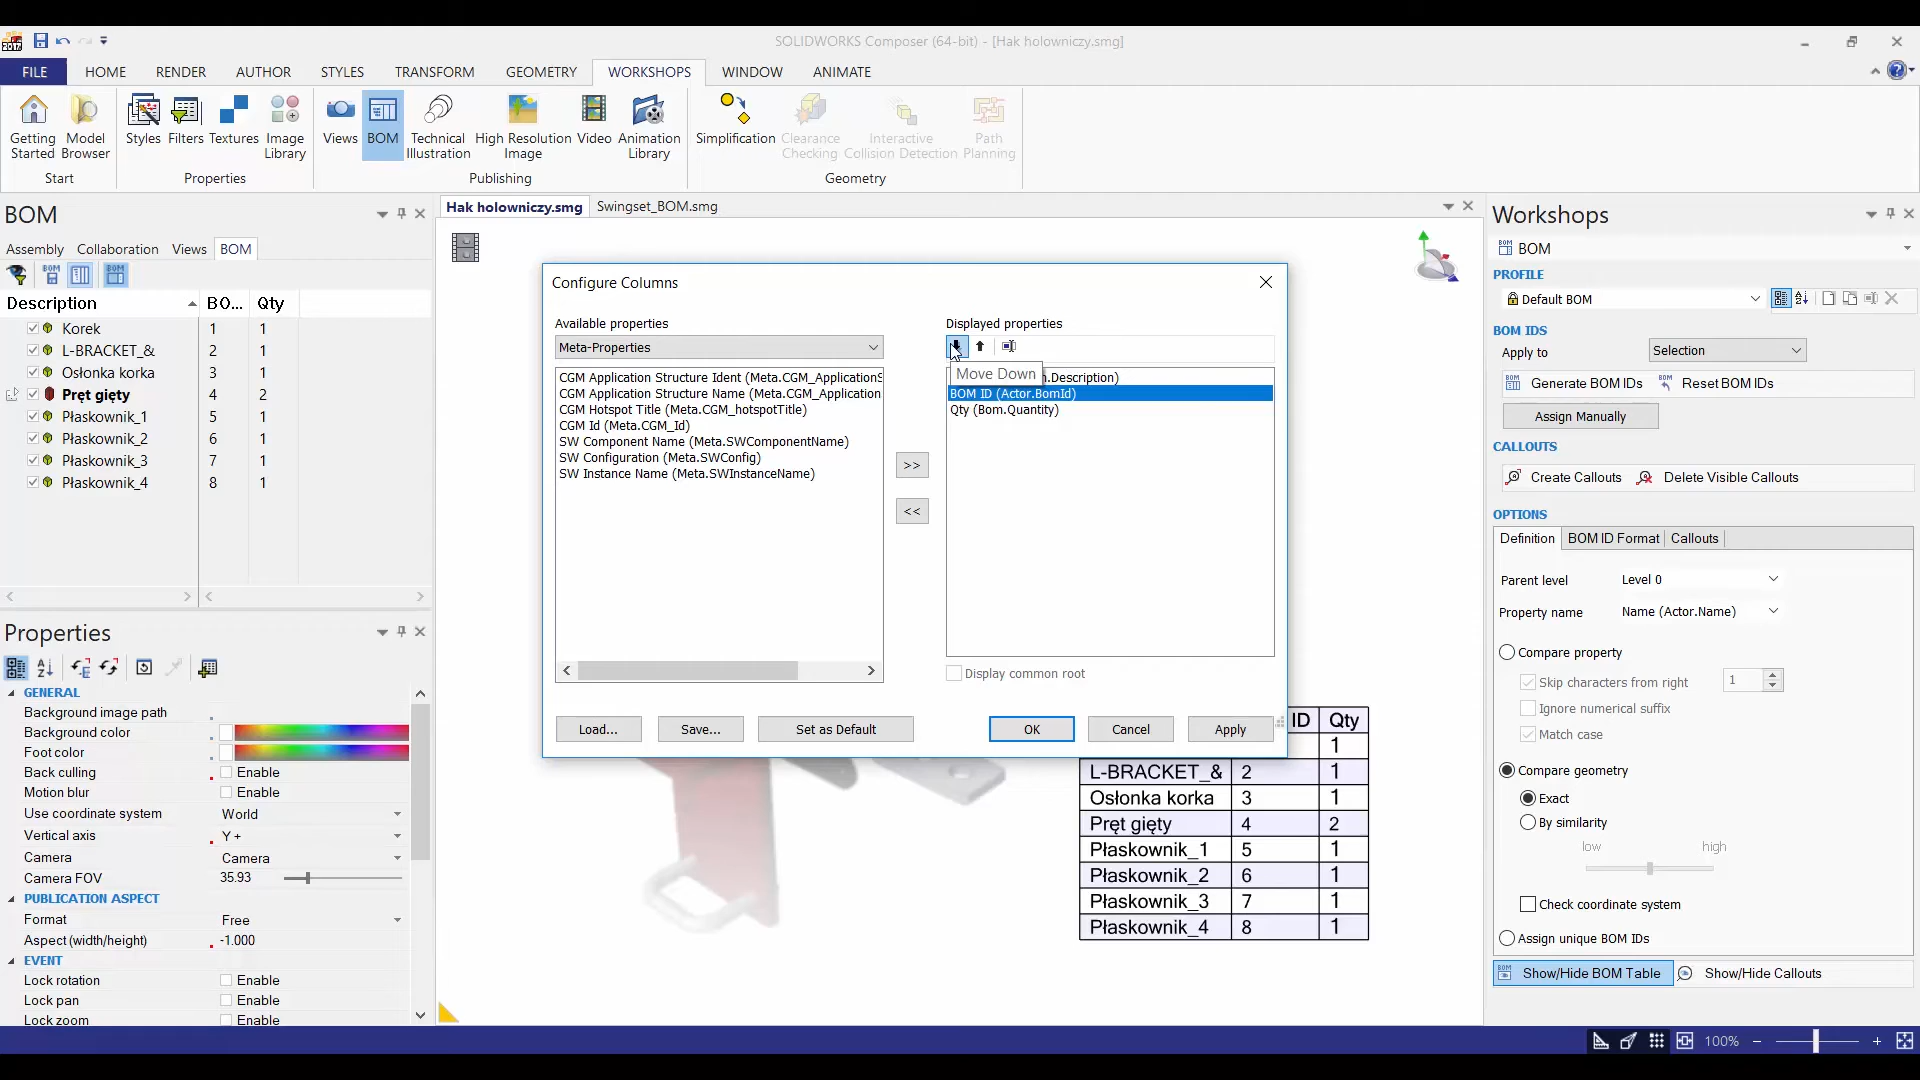 SOLIDWORKS Composer (64-bit) - [Hak holowniczy.smg]
FILE HOME RENDER AUTHOR STYLES TRANSFORM GEOMETRY WORKSHOPS WINDOW ANIMATE
Getting Started
Model Browser
Styles
Filters
Textures
Image Library
Views
BOM
Technical Illustration
High Resolution Image
Video
Animation Library
Simplification
Clearance Checking
Interactive Collision Detection
Path Planning
Start
Properties
Publishing
Geometry
BOM
Assembly Collaboration Views BOM
Description BO... Qty
Korek 1 1
L-BRACKET_& 2 1
Osłonka korka 3 1
Pręt gięty 4 2
Płaskownik_1 5 1
Płaskownik_2 6 1
Płaskownik_3 7 1
Płaskownik_4 8 1
Properties
GENERAL
Background image path
Background color
Foot color
Back culling Enable
Motion blur Enable
Use coordinate system World
Vertical axis Y +
Camera Camera
Camera FOV 35.93
PUBLICATION ASPECT
Format Free
Aspect (width/height) -1.000
EVENT
Lock rotation Enable
Lock pan Enable
Lock zoom Enable
Hak holowniczy.smg Swingset_BOM.smg
Configure Columns
Available properties
Meta-Properties
CGM Application Structure Ident (Meta.CGM_ApplicationS
CGM Application Structure Name (Meta.CGM_Application
CGM Hotspot Title (Meta.CGM_hotspotTitle)
CGM Id (Meta.CGM_Id)
SW Component Name (Meta.SWComponentName)
SW Configuration (Meta.SWConfig)
SW Instance Name (Meta.SWInstanceName)
>>
<<
Displayed properties
Move Down
.Description)
BOM ID (Actor.BomId)
Qty (Bom.Quantity)
Display common root
Load... Save... Set as Default OK Cancel Apply
ID Qty
1
L-BRACKET_& 2 1
Osłonka korka 3 1
Pręt gięty 4 2
Płaskownik_1 5 1
Płaskownik_2 6 1
Płaskownik_3 7 1
Płaskownik_4 8 1
Workshops
BOM
PROFILE
Default BOM
BOM IDS
Apply to Selection
Generate BOM IDs Reset BOM IDs
Assign Manually
CALLOUTS
Create Callouts Delete Visible Callouts
OPTIONS
Definition BOM ID Format Callouts
Parent level Level 0
Property name Name (Actor.Name)
Compare property
Skip characters from right 1
Ignore numerical suffix
Match case
Compare geometry
Exact
By similarity
low high
Check coordinate system
Assign unique BOM IDs
Show/Hide BOM Table Show/Hide Callouts
100%